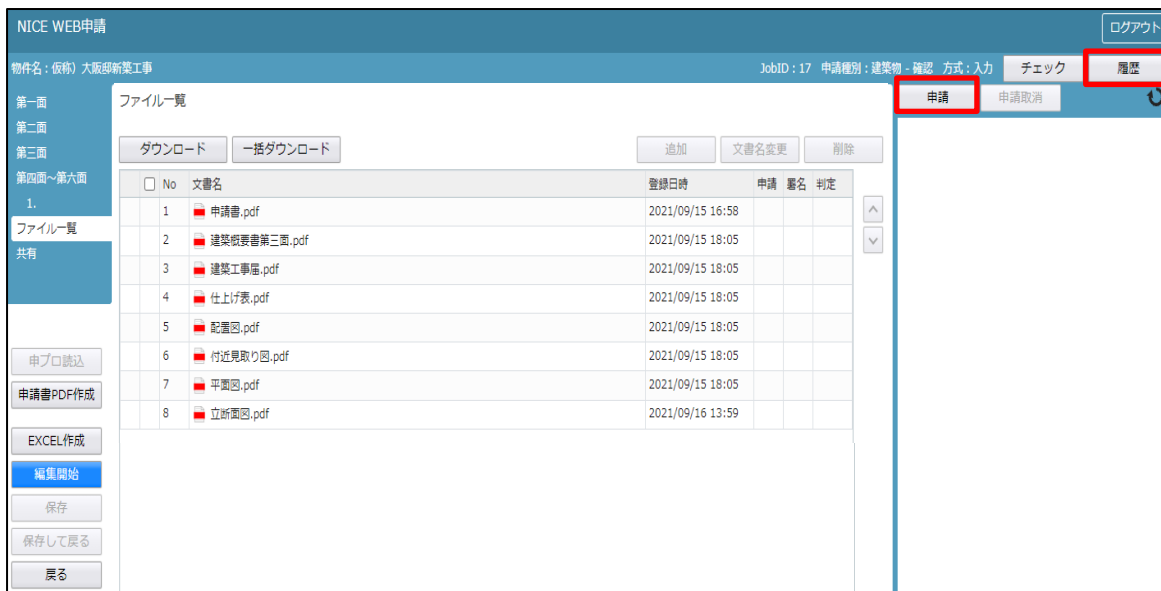 NICE WEB申請
ログアウト
物件名 : 仮称）大阪邸新築工事
JobID : 17 申請種別 : 建築物 - 確認 方式 : 入力
チェック
履歴
第一面
第二面
第三面
第四面～第六面
1.
ファイル一覧
共有
申プロ読込
申請書PDF作成
EXCEL作成
編集開始
保存
保存して戻る
戻る
ファイル一覧
ダウンロード 一括ダウンロード 追加 文書名変更 削除
No 文書名 登録日時 申請 署名 判定
1 申請書.pdf 2021/09/15 16:58
2 建築概要書第三面.pdf 2021/09/15 18:05
3 建築工事届.pdf 2021/09/15 18:05
4 仕上げ表.pdf 2021/09/15 18:05
5 配置図.pdf 2021/09/15 18:05
6 付近見取り図.pdf 2021/09/15 18:05
7 平面図.pdf 2021/09/15 18:05
8 立断面図.pdf 2021/09/16 13:59
申請 申請取消